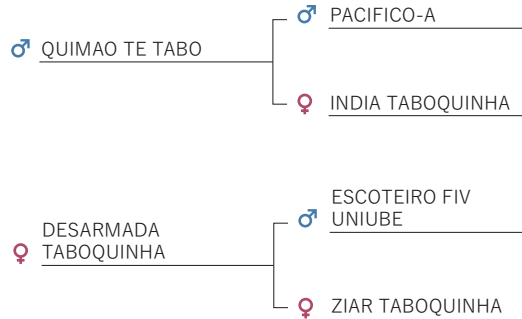 PACIFICO-A
QUIMAO TE TABO
INDIA TABOQUINHA
ESCOTEIRO FIV
UNIUBE
DESARMADA
TABOQUINHA
ZIAR TABOQUINHA